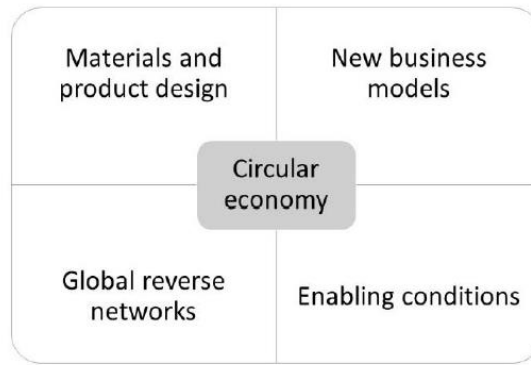 Materials and
product design
New business
models
Circular
economy
Global reverse
networks
Enabling conditions